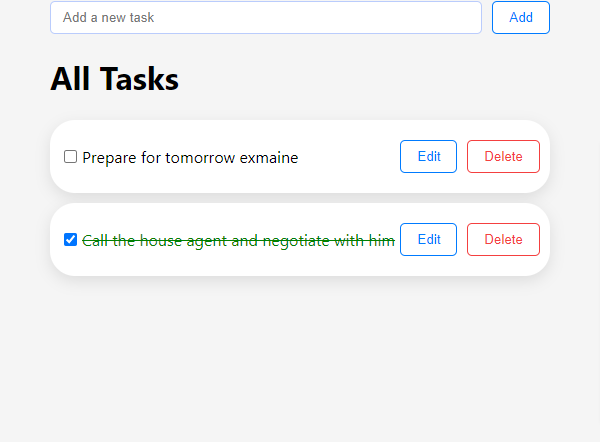 Add a new task Add
All Tasks
Prepare for tomorrow exmaine Edit Delete
Call the house agent and negotiate with him Edit Delete